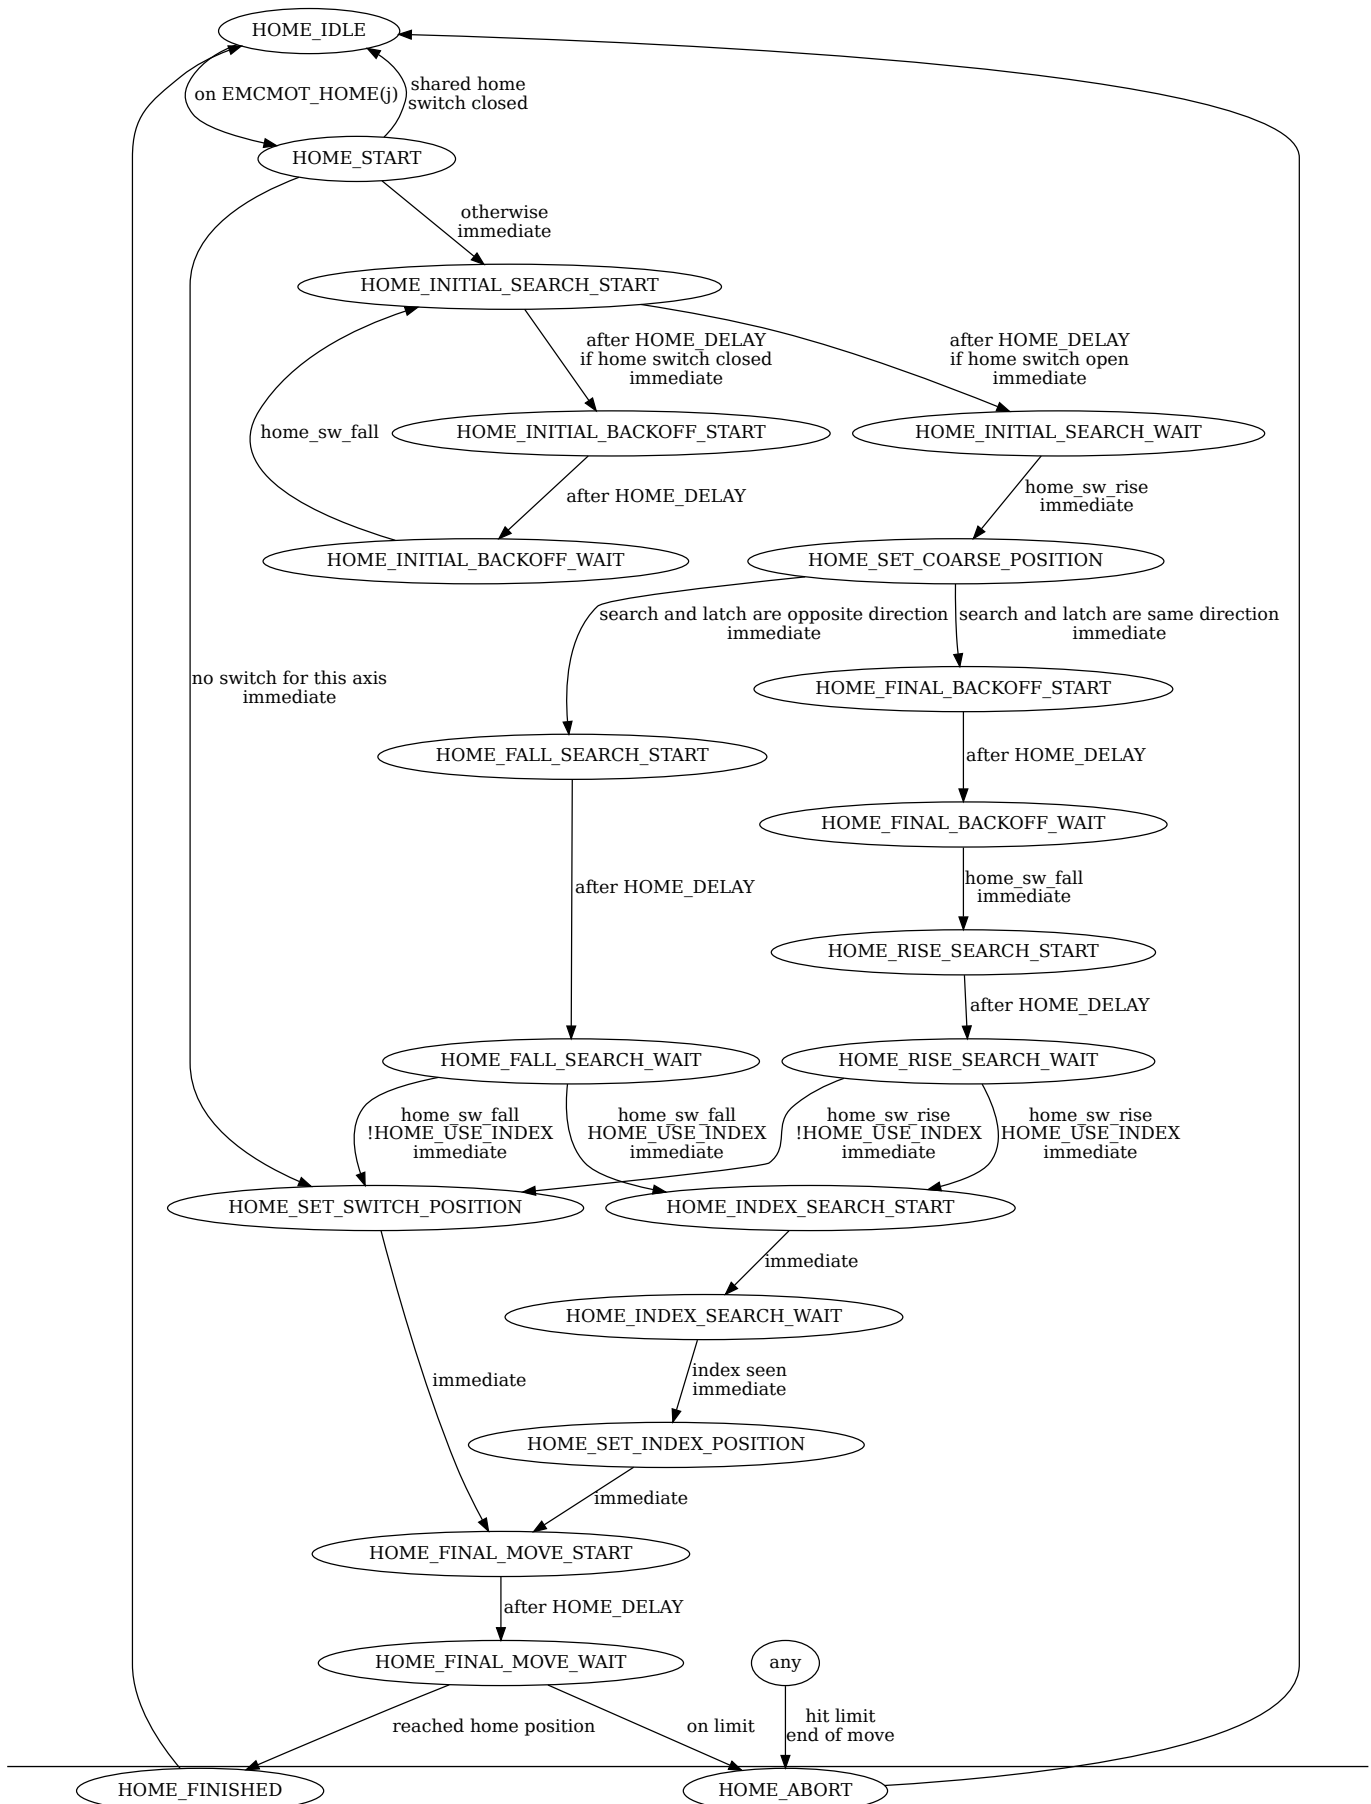 HOME_IDLE
on EMCMOT_HOME(j)
shared home
switch closed
HOME_START
otherwise
immediate
HOME_INITIAL_SEARCH_START
after HOME_DELAY
if home switch closed
immediate
after HOME_DELAY
if home switch open
immediate
home_sw_fall
HOME_INITIAL_BACKOFF_START
HOME_INITIAL_SEARCH_WAIT
after HOME_DELAY
home_sw_rise
immediate
HOME_INITIAL_BACKOFF_WAIT
HOME_SET_COARSE_POSITION
search and latch are opposite direction
immediate
search and latch are same direction
immediate
no switch for this axis
immediate
HOME_FINAL_BACKOFF_START
HOME_FALL_SEARCH_START
after HOME_DELAY
HOME_FINAL_BACKOFF_WAIT
after HOME_DELAY
home_sw_fall
immediate
HOME_RISE_SEARCH_START
after HOME_DELAY
HOME_FALL_SEARCH_WAIT
HOME_RISE_SEARCH_WAIT
home_sw_fall
!HOME_USE_INDEX
immediate
home_sw_fall
HOME_USE_INDEX
immediate
home_sw_rise
!HOME_USE_INDEX
immediate
home_sw_rise
HOME_USE_INDEX
immediate
HOME_SET_SWITCH_POSITION
HOME_INDEX_SEARCH_START
immediate
HOME_INDEX_SEARCH_WAIT
immediate
index seen
immediate
HOME_SET_INDEX_POSITION
immediate
HOME_FINAL_MOVE_START
after HOME_DELAY
HOME_FINAL_MOVE_WAIT
any
reached home position
on limit
hit limit
end of move
HOME_FINISHED
HOME_ABORT